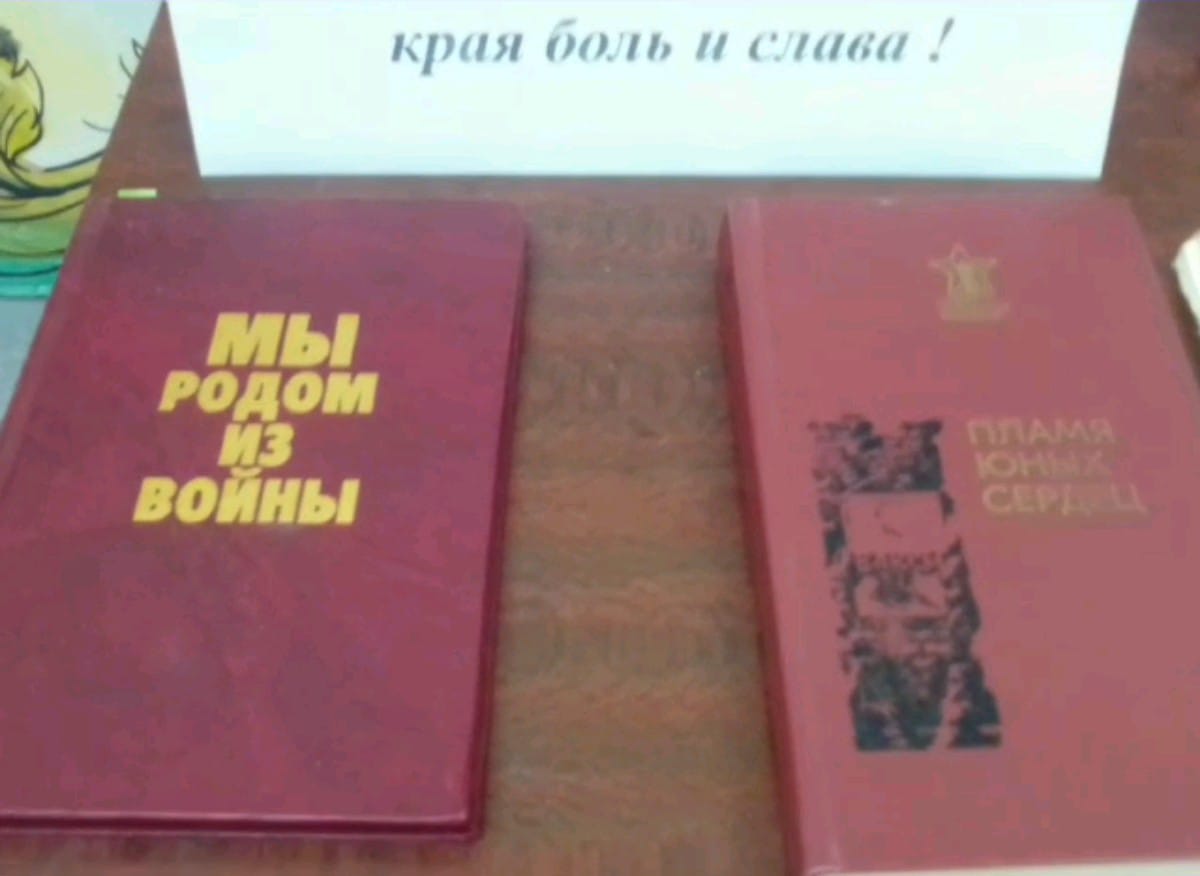 края боль и слава !
МЫ
РОДОМ
ИЗ
ВОЙНЫ
ПЛАМЯ
ЮНЫХ
СЕРДЕЦ